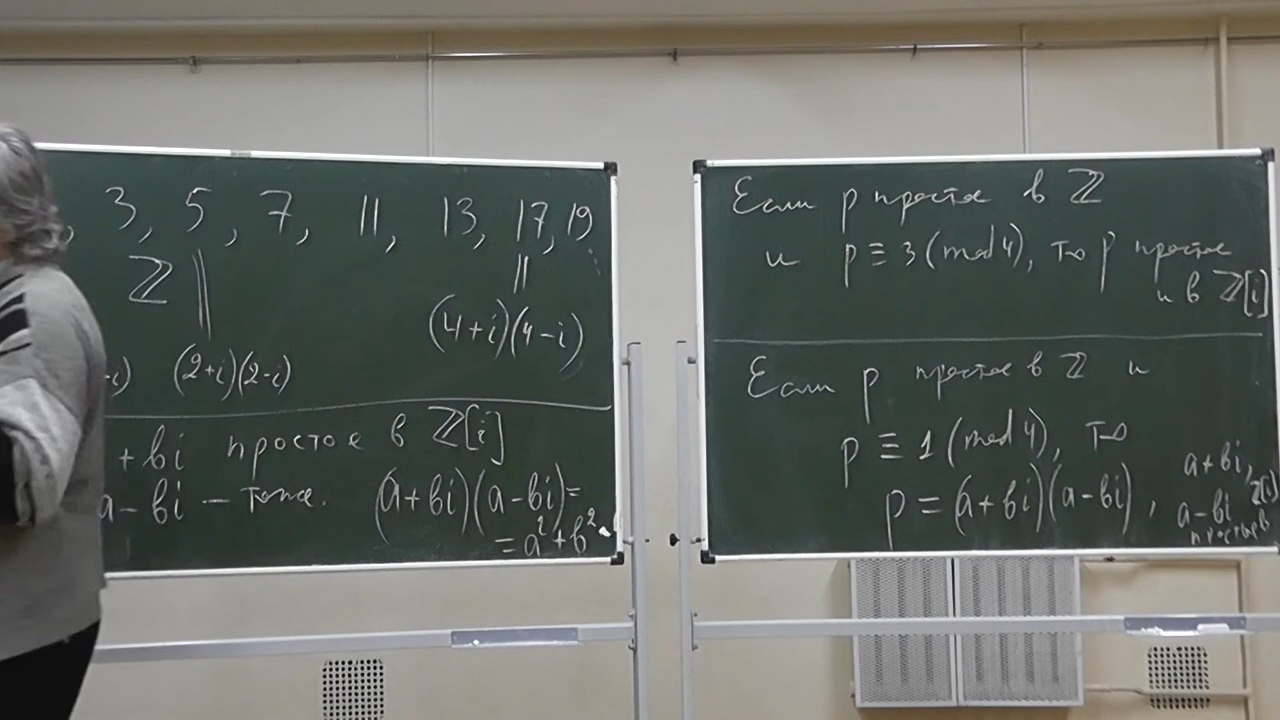 , 3, 5, 7, 11, 13, 17, 19 ...
ℤ || ||
(4+i)(4-i)
-i) (2+i)(2-i)
+bi простое в ℤ[i]
a-bi — тоже. (a+bi)(a-bi)=
= a²+b².
Если p простое в ℤ
и p ≡ 3 (mod 4), то p простое
и в ℤ[i]
Если p простое в ℤ и
p ≡ 1 (mod 4), то
p = (a+bi)(a-bi), a+bi,
a-bi
простые в ℤ[i]